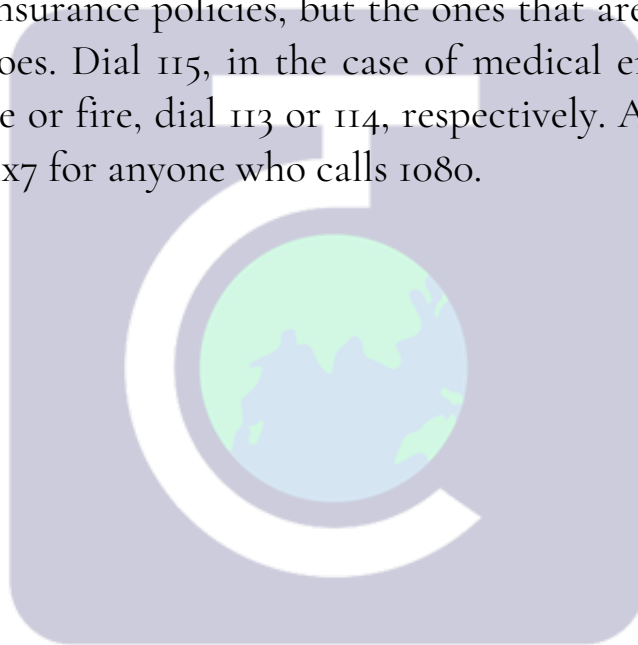 nsurance policies, but the ones that are
oes. Dial 115, in the case of medical e
e or fire, dial 113 or 114, respectively. A
x7 for anyone who calls 1080.